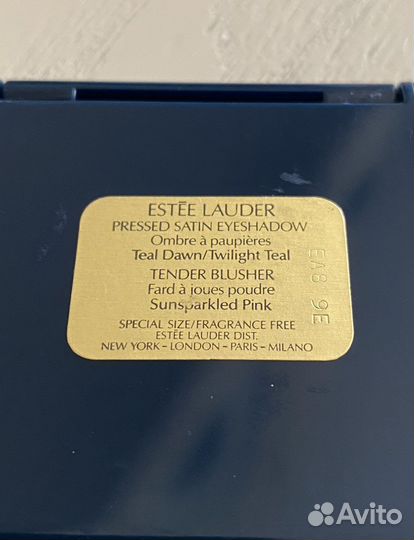 ESTĒE LAUDER
PRESSED SATIN EYESHADOW
Ombre à paupières
Teal Dawn/Twilight Teal
TENDER BLUSHER
Fard à joues poudre
Sunsparkled Pink
SPECIAL SIZE/FRAGRANCE FREE
ESTĒE LAUDER DIST.
NEW YORK – LONDON – PARIS – MILANO
EA8 9E
Avito